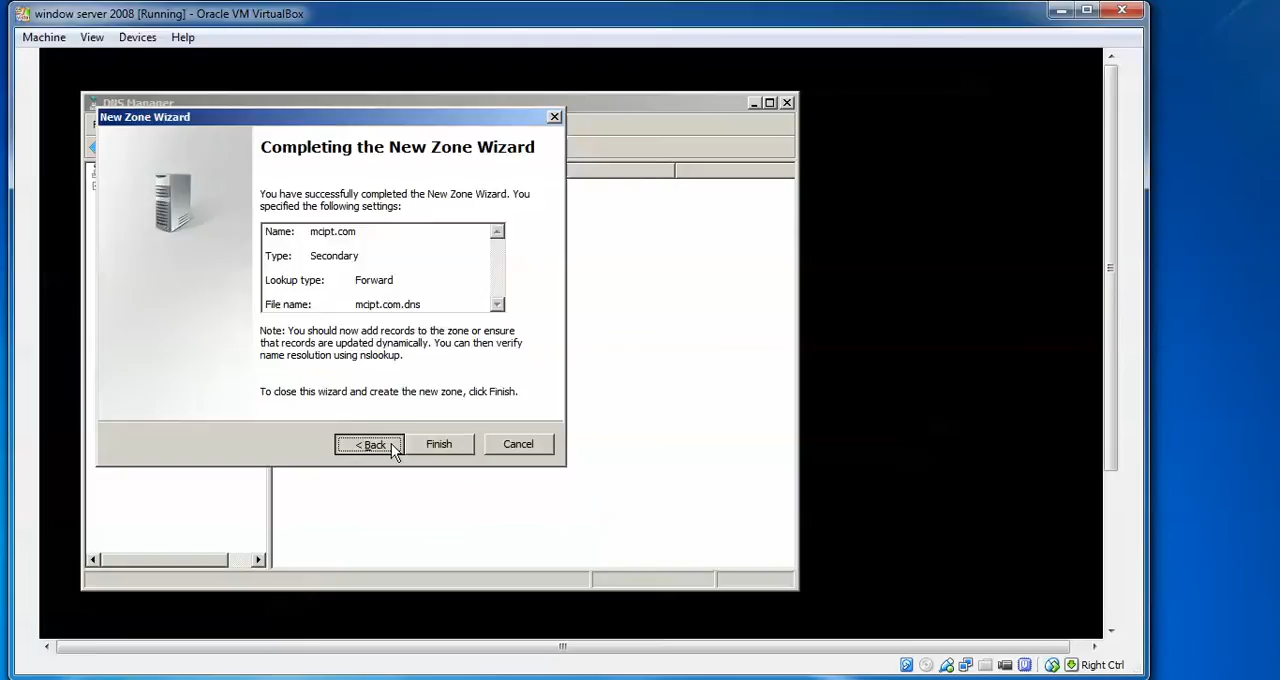 window server 2008 [Running] - Oracle VM VirtualBox
Machine View Devices Help
DNS Manager
New Zone Wizard
Completing the New Zone Wizard
You have successfully completed the New Zone Wizard. You
specified the following settings:
Name: mcipt.com
Type: Secondary
Lookup type: Forward
File name: mcipt.com.dns
Note: You should now add records to the zone or ensure
that records are updated dynamically. You can then verify
name resolution using nslookup.
To close this wizard and create the new zone, click Finish.
< Back Finish Cancel
Right Ctrl